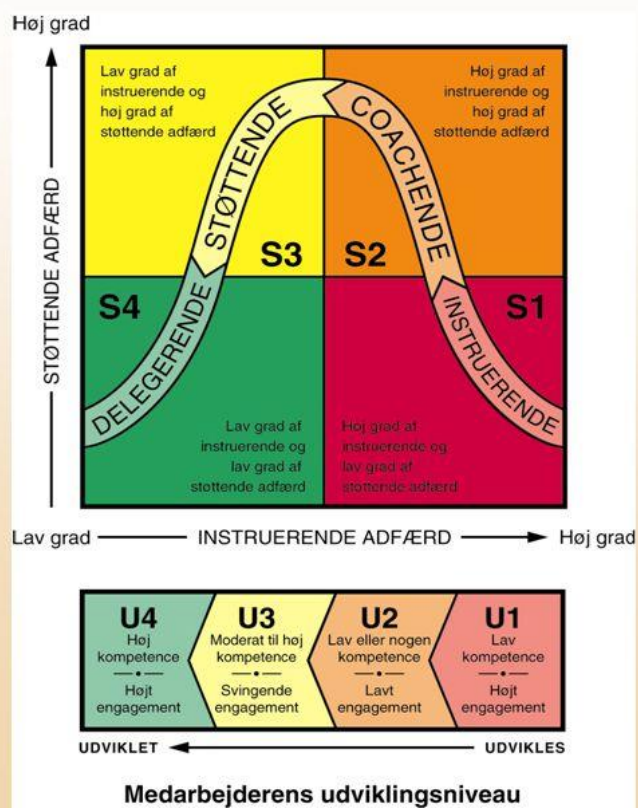 Høj grad
STØTTENDE ADFÆRD
Lav grad af
instruerende og
høj grad af
støttende adfærd
Høj grad af
instruerende og
høj grad af
støttende adfærd
STØTTENDE
COACHENDE
S3
S2
S4
S1
DELEGERENDE
INSTRUERENDE
Lav grad af
instruerende og
lav grad af
støttende adfærd
Høj grad af
instruerende og
lav grad af
støttende adfærd
Lav grad
INSTRUERENDE ADFÆRD
Høj grad
U4
Høj
kompetence
Højt
engagement
U3
Moderat til høj
kompetence
Svingende
engagement
U2
Lav eller nogen
kompetence
Lavt
engagement
U1
Lav
kompetence
Højt
engagement
UDVIKLET
UDVIKLES
Medarbejderens udviklingsniveau